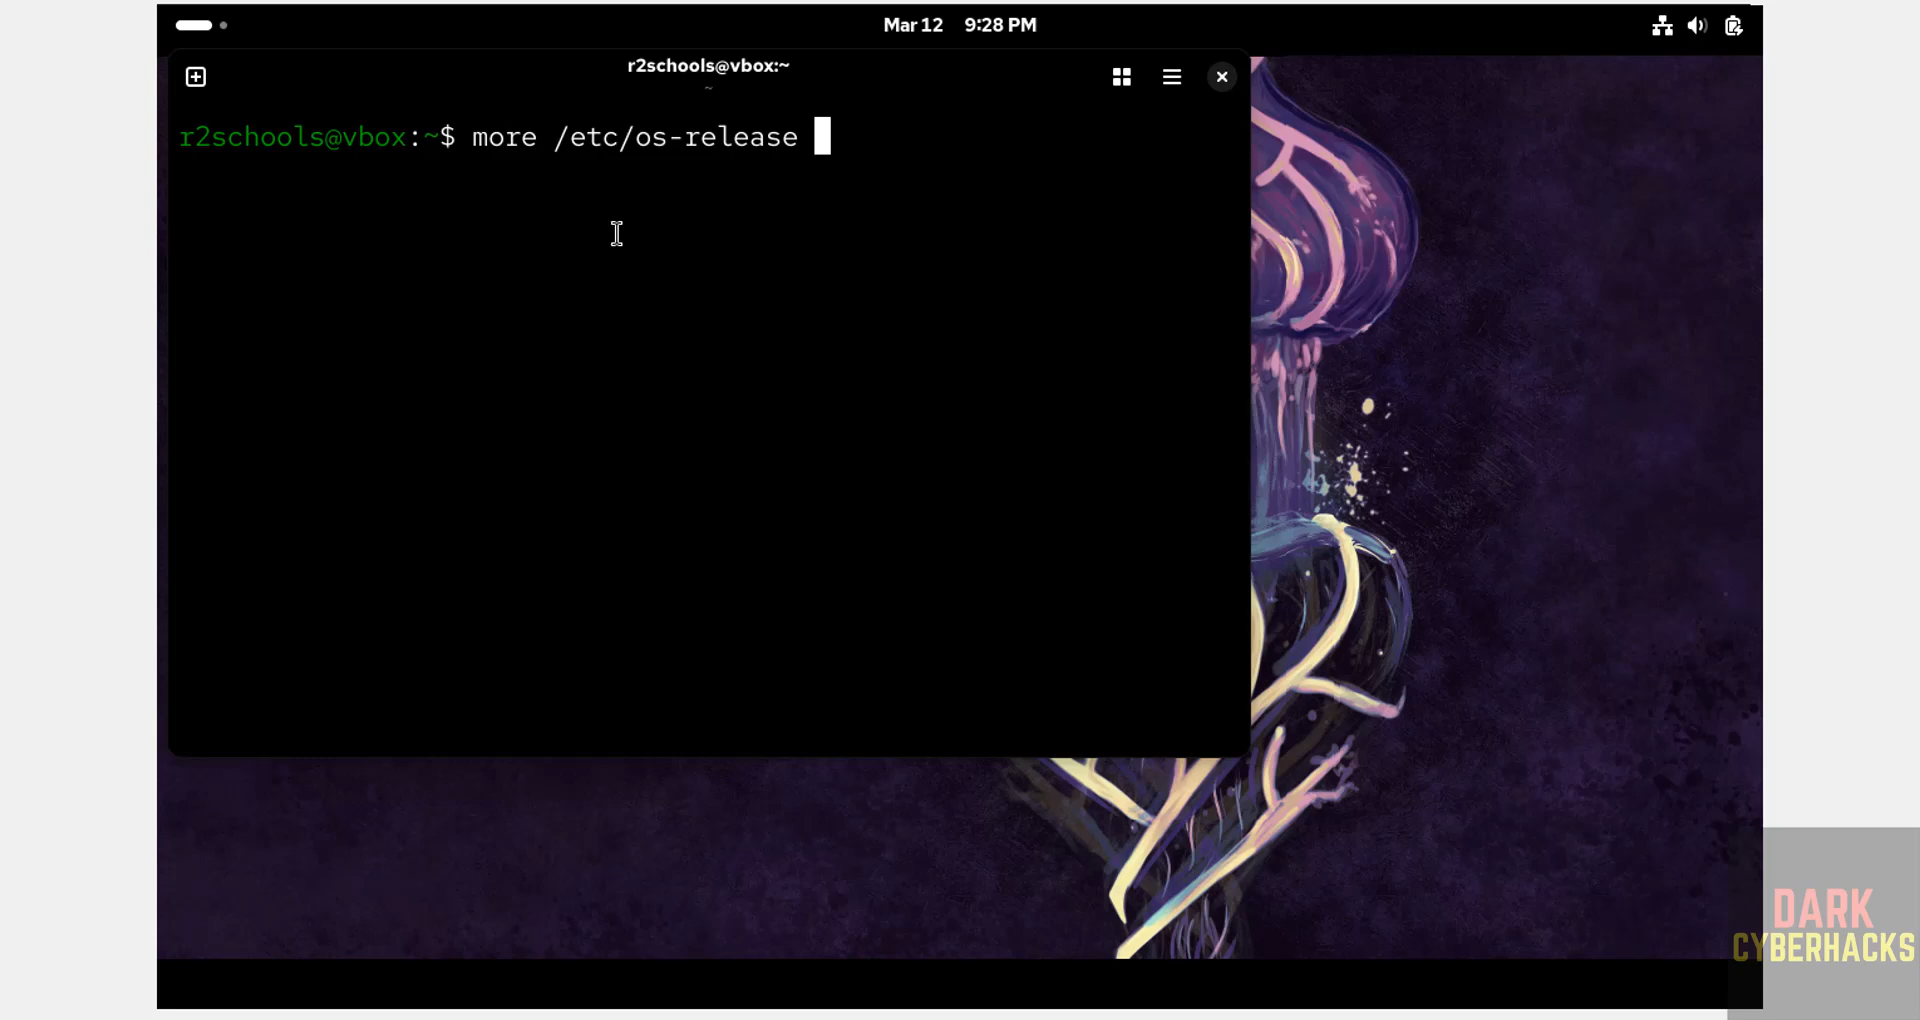 Mar 12 9:28 PM
r2schools@vbox:~
~
r2schools@vbox:~$ more /etc/os-release
DARK
CYBERHACKS